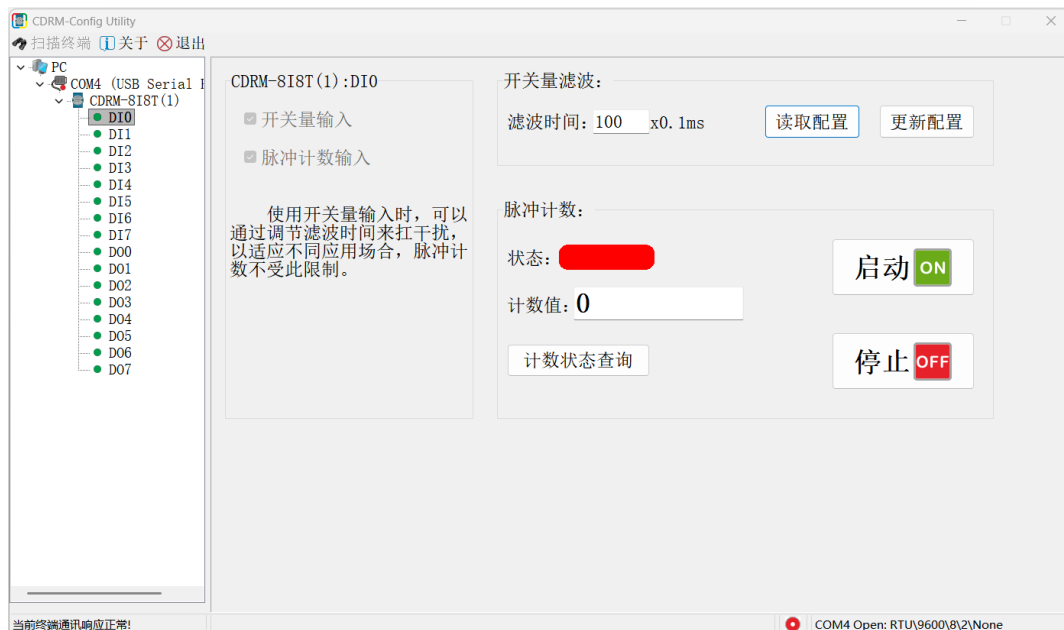 CDRM-Config Utility
扫描终端 关于 退出
PC
COM4 (USB Serial
CDRM-8I8T(1)
DI0
DI1
DI2
DI3
DI4
DI5
DI6
DI7
DO0
DO1
DO2
DO3
DO4
DO5
DO6
DO7
CDRM-8I8T(1):DI0
开关量输入
脉冲计数输入
使用开关量输入时，可以
通过调节滤波时间来扛干扰，
以适应不同应用场合，脉冲计
数不受此限制。
开关量滤波：
滤波时间：100 x0.1ms 读取配置 更新配置
脉冲计数：
状态：
启动 ON
计数值：0
计数状态查询
停止 OFF
当前终端通讯响应正常!
COM4 Open: RTU\9600\8\2\None